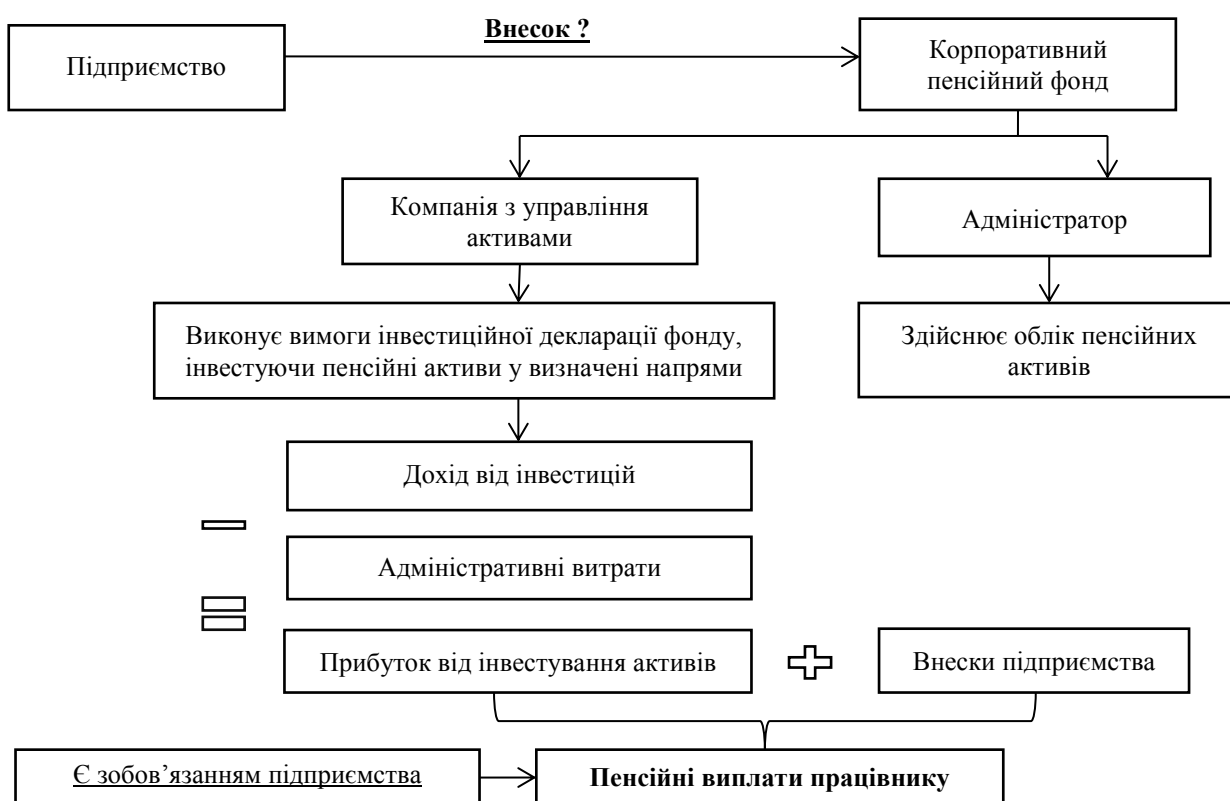 Внесок ?
Підприємство
Корпоративний
пенсійний фонд
Компанія з управління
активами
Адміністратор
Виконує вимоги інвестиційної декларації фонду,
інвестуючи пенсійні активи у визначені напрями
Здійснює облік пенсійних
активів
Дохід від інвестицій
Адміністративні витрати
Прибуток від інвестування активів
Внески підприємства
Є зобов’язанням підприємства
Пенсійні виплати працівнику